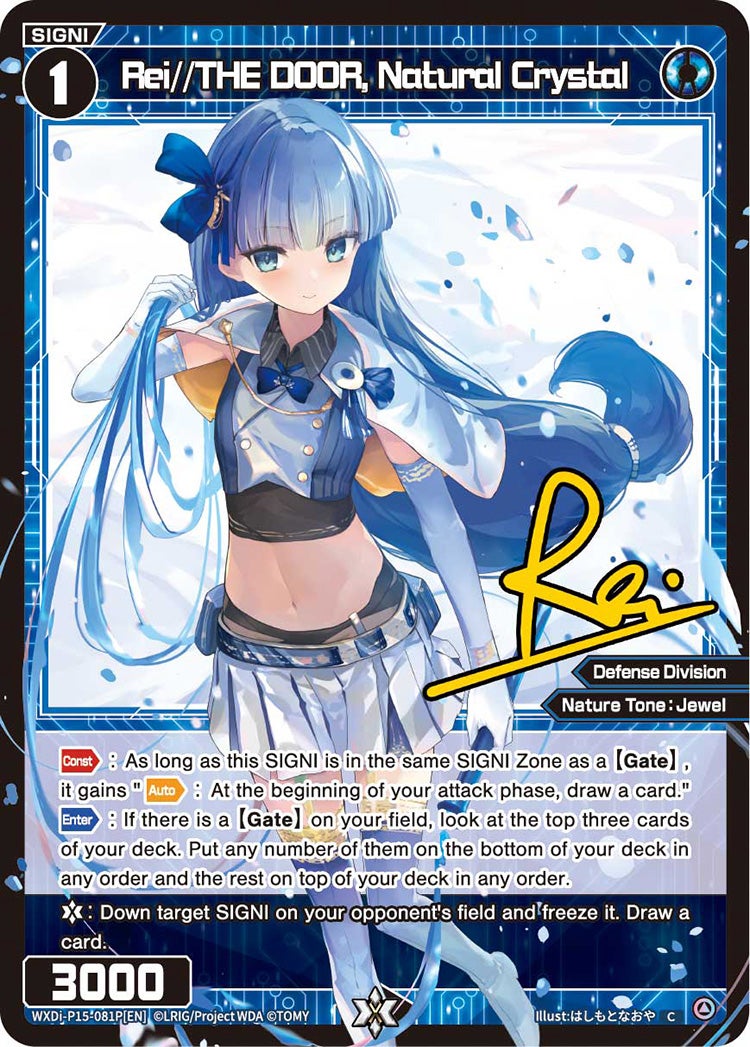 SIGNI
1
Rei//THE DOOR, Natural Crystal
Rei
Defense Division
Nature Tone:Jewel
Const : As long as this SIGNI is in the same SIGNI Zone as a【Gate】,
it gains " Auto : At the beginning of your attack phase, draw a card."
Enter : If there is a【Gate】on your field, look at the top three cards
of your deck. Put any number of them on the bottom of your deck in
any order and the rest on top of your deck in any order.
: Down target SIGNI on your opponent's field and freeze it. Draw a
card.
3000
WXDi-P15-081P[EN] ©LRIG/Project WDA ©TOMY
Illust:はしもとなおや C